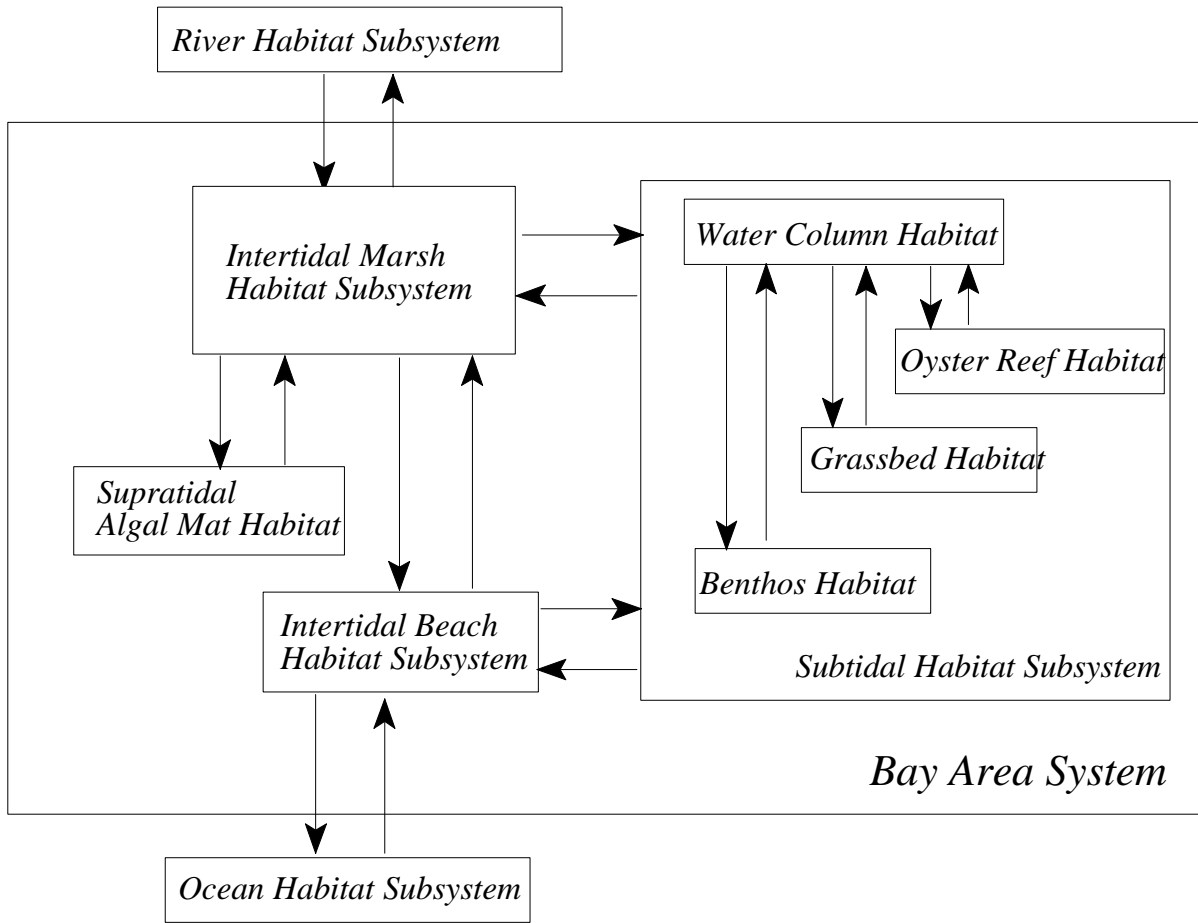 River Habitat Subsystem
Intertidal Marsh
Habitat Subsystem
Water Column Habitat
Oyster Reef Habitat
Grassbed Habitat
Supratidal
Algal Mat Habitat
Benthos Habitat
Intertidal Beach
Habitat Subsystem
Subtidal Habitat Subsystem
Bay Area System
Ocean Habitat Subsystem